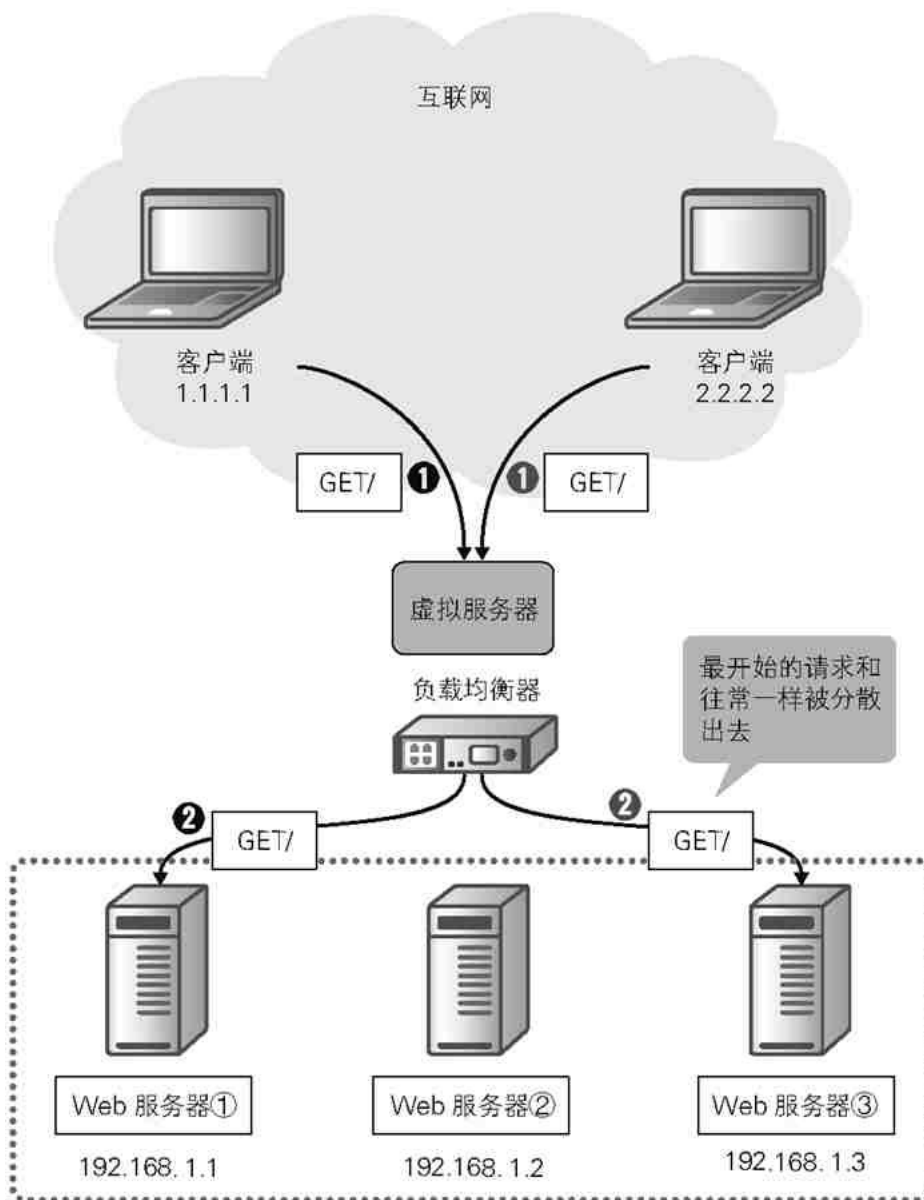 互联网
客户端
1.1.1.1
客户端
2.2.2.2
GET/
❶
❶
GET/
虚拟服务器
负载均衡器
最开始的请求和
往常一样被分散
出去
❷
GET/
❷
GET/
Web 服务器①
Web 服务器②
Web 服务器③
192.168.1.1
192.168.1.2
192.168.1.3